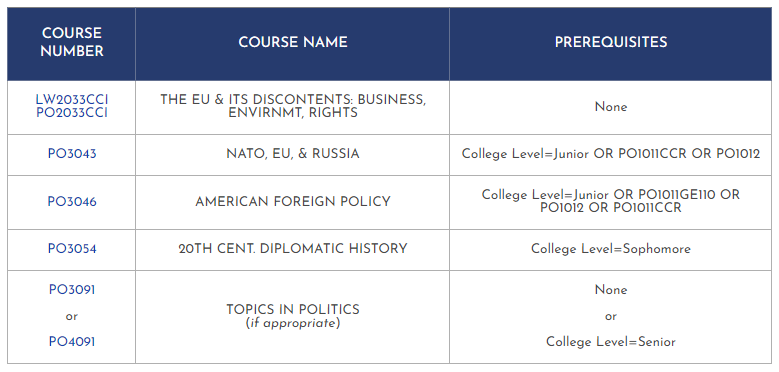 COURSE
NUMBER
COURSE NAME
PREREQUISITES
LW2033CCI
PO2033CCI
THE EU & ITS DISCONTENTS: BUSINESS,
ENVIRNMT, RIGHTS
None
PO3043
NATO, EU, & RUSSIA
College Level=Junior OR PO1011CCR OR PO1012
PO3046
AMERICAN FOREIGN POLICY
College Level=Junior OR PO1011GE110 OR
PO1012 OR PO1011CCR
PO3054
20TH CENT. DIPLOMATIC HISTORY
College Level=Sophomore
PO3091
or
PO4091
TOPICS IN POLITICS
(if appropriate)
None
or
College Level=Senior